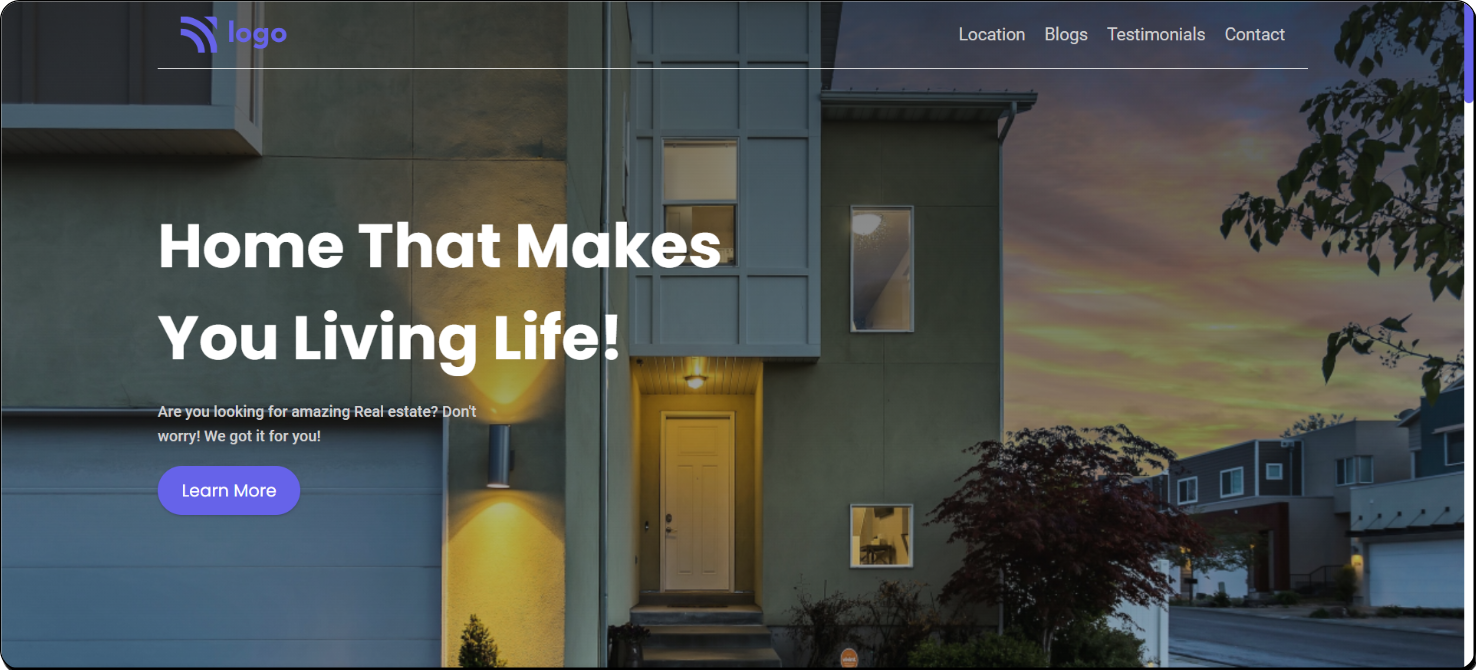 logo
Location Blogs Testimonials Contact
Home That Makes
You Living Life!
Are you looking for amazing Real estate? Don't
worry! We got it for you!
Learn More